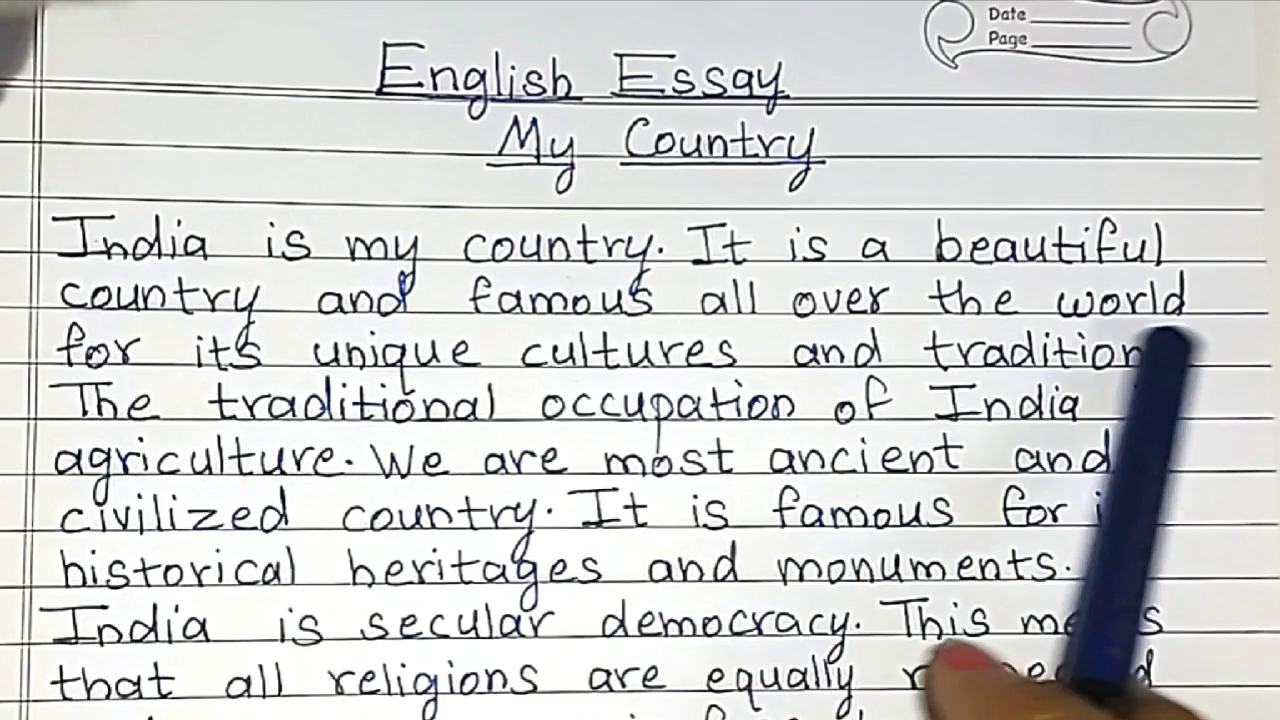 Date
Page
English Essay
My Country
India is my country. It is a beautiful
country and famous all over the world
for its unique cultures and
The traditional occupation of India
agriculture. We are most ancient and
civilized country. It is famous for
historical heritages and monuments.
India is secular democracy. This
that all religions are equally